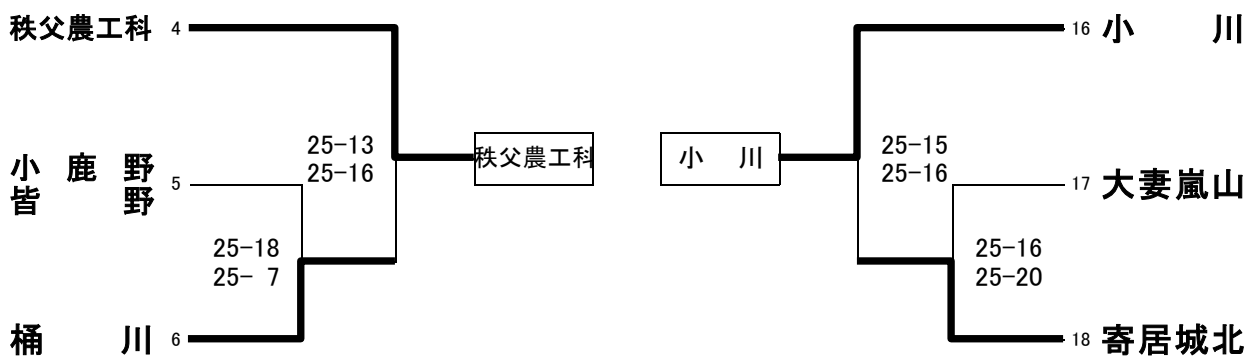 秩父農工科 4
小 鹿 野
皆 野
5
桶 川 6
25-18
25- 7
25-13
25-16
秩父農工科
小 川
25-15
25-16
25-16
25-20
16 小 川
17 大妻嵐山
18 寄居城北